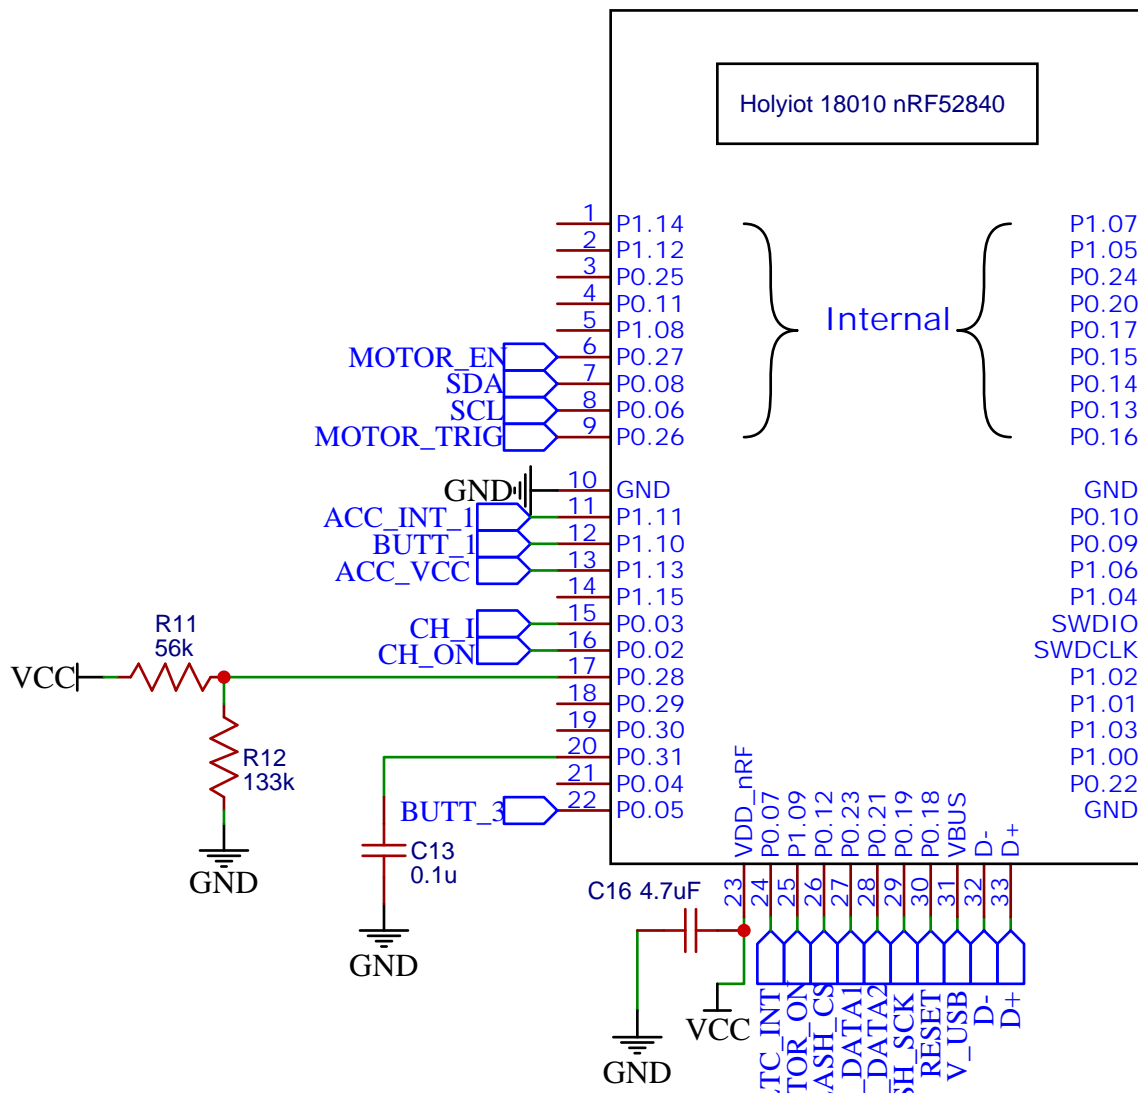 Holyiot 18010 nRF52840
Internal
1 P1.14
2 P1.12
3 P0.25
4 P0.11
5 P1.08
MOTOR_EN 6 P0.27
SDA 7 P0.08
SCL 8 P0.06
MOTOR_TRIG 9 P0.26
GND 10 GND
ACC_INT_1 11 P1.11
BUTT_1 12 P1.10
ACC_VCC 13 P1.13
14 P1.15
CH_I 15 P0.03
CH_ON 16 P0.02
17 P0.28
18 P0.29
19 P0.30
20 P0.31
21 P0.04
BUTT_3 22 P0.05
P1.07
P1.05
P0.24
P0.20
P0.17
P0.15
P0.14
P0.13
P0.16
GND
P0.10
P0.09
P1.06
P1.04
SWDIO
SWDCLK
P1.02
P1.01
P1.03
P1.00
P0.22
GND
R11
56k
VCC
R12
133k
GND
C13
0.1u
GND
C16 4.7uF
GND
VCC
VDD_nRF 23
P0.07 24 LTC_INT
P1.09 25 TOR_ON
P0.12 26 ASH_CS
P0.23 27 _DATA1
P0.21 28 _DATA2
P0.19 29 SH_SCK
P0.18 30 RESET
VBUS 31 V_USB
D- 32 D-
D+ 33 D+